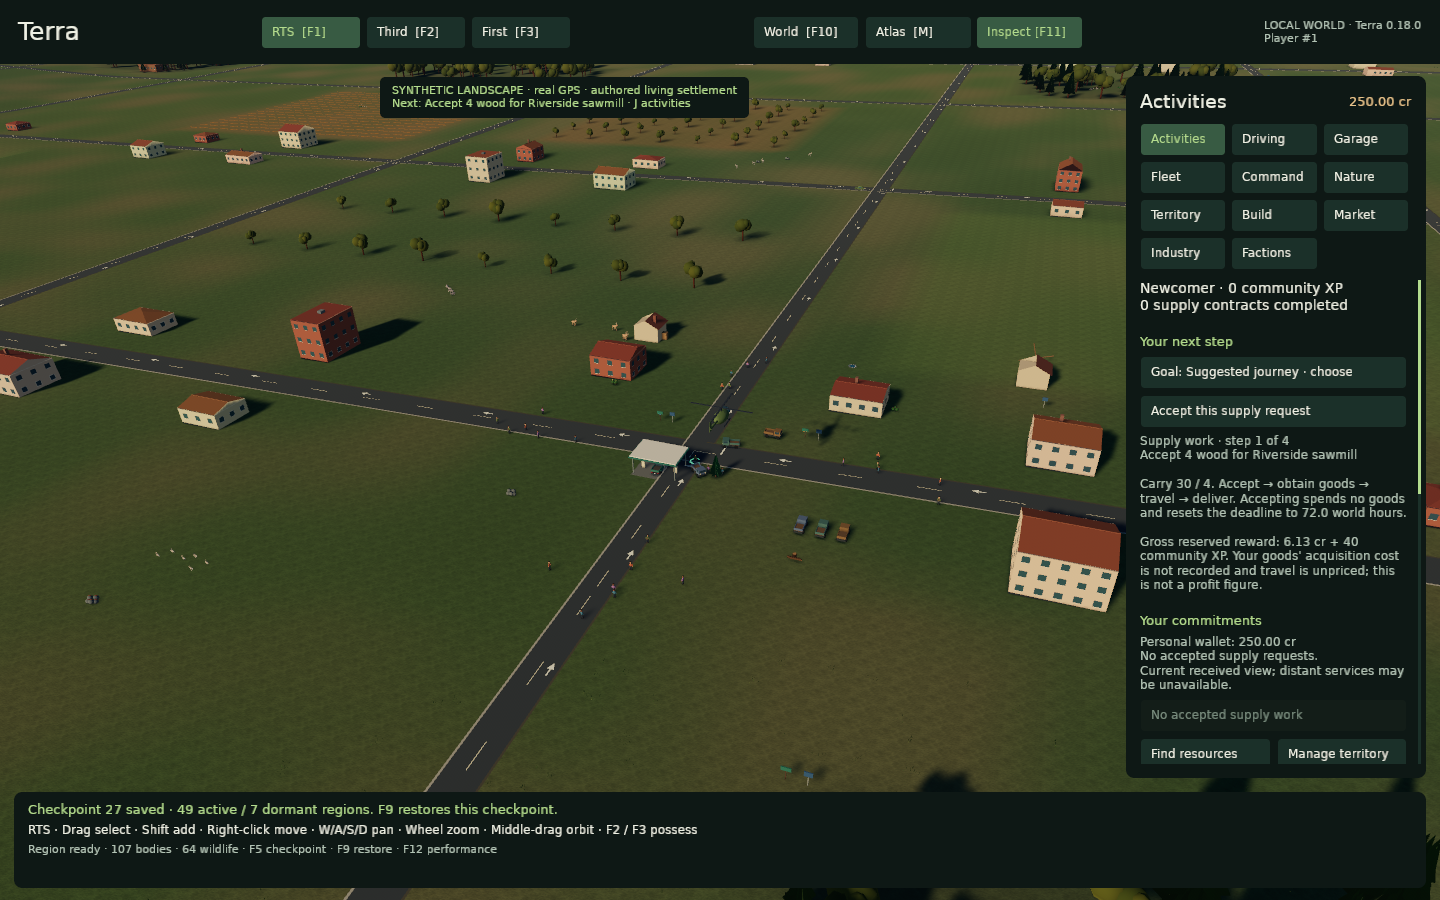 Terra
RTS [F1]
Third [F2]
First [F3]
World [F10]
Atlas [M]
Inspect [F11]
LOCAL WORLD · Terra 0.18.0
Player #1
SYNTHETIC LANDSCAPE · real GPS · authored living settlement
Next: Accept 4 wood for Riverside sawmill · J activities
Activities
250.00 cr
Activities
Driving
Garage
Fleet
Command
Nature
Territory
Build
Market
Industry
Factions
Newcomer · 0 community XP
0 supply contracts completed
Your next step
Goal: Suggested journey · choose
Accept this supply request
Supply work · step 1 of 4
Accept 4 wood for Riverside sawmill
Carry 30 / 4. Accept → obtain goods →
travel → deliver. Accepting spends no goods
and resets the deadline to 72.0 world hours.
Gross reserved reward: 6.13 cr + 40
community XP. Your goods' acquisition cost
is not recorded and travel is unpriced; this
is not a profit figure.
Your commitments
Personal wallet: 250.00 cr
No accepted supply requests.
Current received view; distant services may
be unavailable.
No accepted supply work
Find resources
Manage territory
Checkpoint 27 saved · 49 active / 7 dormant regions. F9 restores this checkpoint.
RTS · Drag select · Shift add · Right-click move · W/A/S/D pan · Wheel zoom · Middle-drag orbit · F2 / F3 possess
Region ready · 107 bodies · 64 wildlife · F5 checkpoint · F9 restore · F12 performance